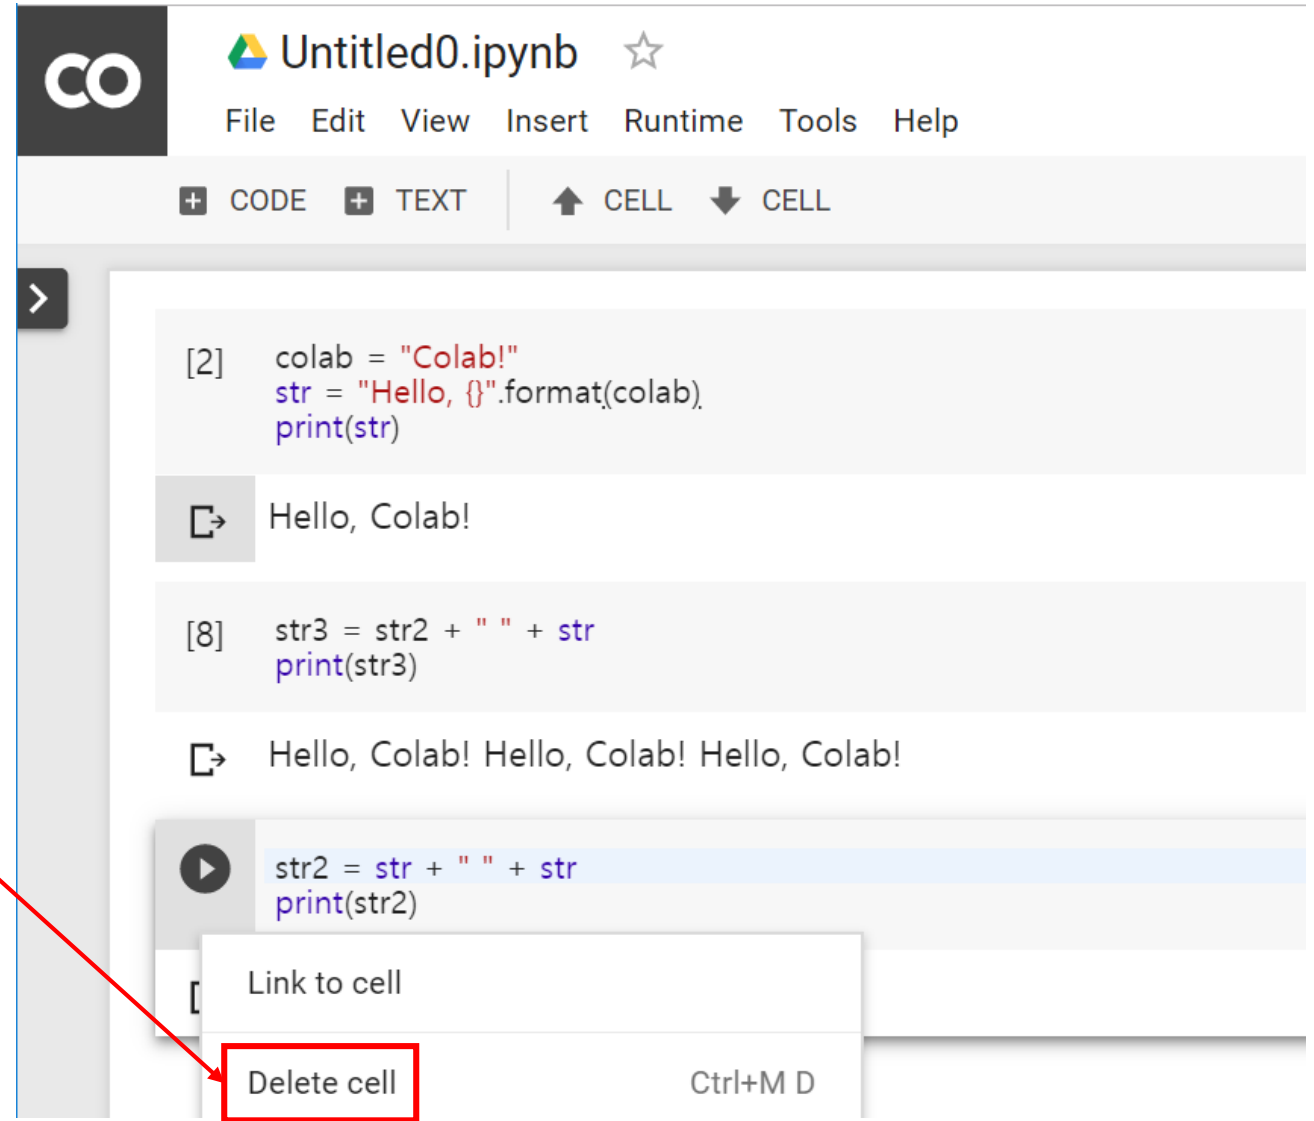 CO
Untitled0.ipynb
File Edit View Insert Runtime Tools Help
CODE TEXT CELL CELL
[2] colab = "Colab!"
str = "Hello, {}".format(colab)
print(str)
Hello, Colab!
[8] str3 = str2 + " " + str
print(str3)
Hello, Colab! Hello, Colab! Hello, Colab!
str2 = str + " " + str
print(str2)
Link to cell
Delete cell Ctrl+M D